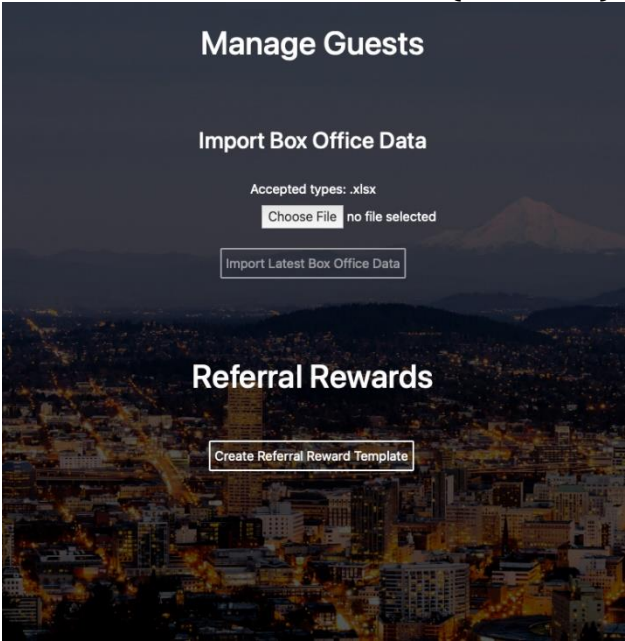 Manage Guests
Import Box Office Data
Accepted types: .xlsx
Choose File no file selected
Import Latest Box Office Data
Referral Rewards
Create Referral Reward Template